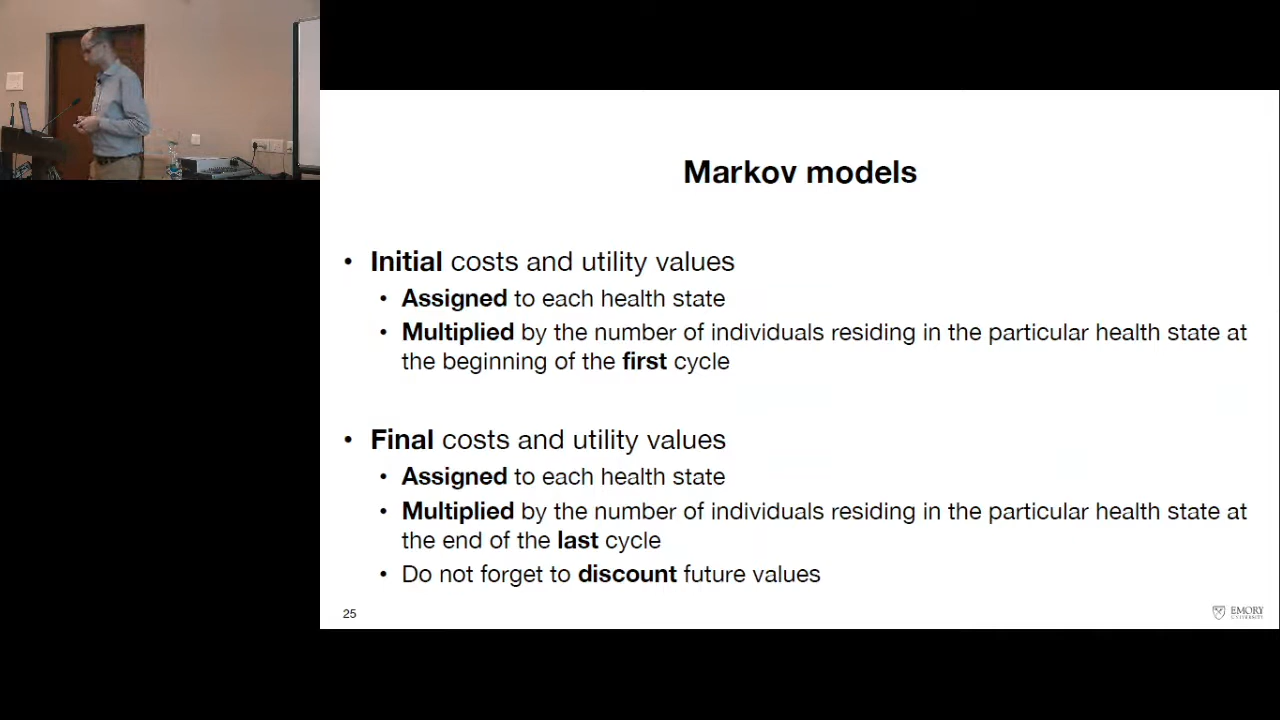 Markov models
• Initial costs and utility values
• Assigned to each health state
• Multiplied by the number of individuals residing in the particular health state at
the beginning of the first cycle
• Final costs and utility values
• Assigned to each health state
• Multiplied by the number of individuals residing in the particular health state at
the end of the last cycle
• Do not forget to discount future values
25
EMORY
UNIVERSITY